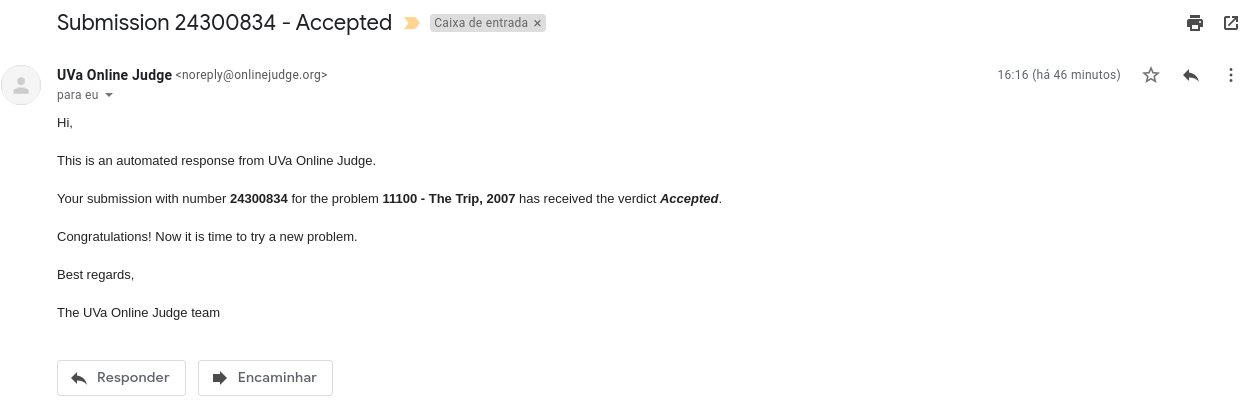 Submission 24300834 - Accepted Caixa de entrada ×
UVa Online Judge <noreply@onlinejudge.org> 16:16 (há 46 minutos)
para eu
Hi,
This is an automated response from UVa Online Judge.
Your submission with number 24300834 for the problem 11100 - The Trip, 2007 has received the verdict Accepted.
Congratulations! Now it is time to try a new problem.
Best regards,
The UVa Online Judge team
Responder Encaminhar